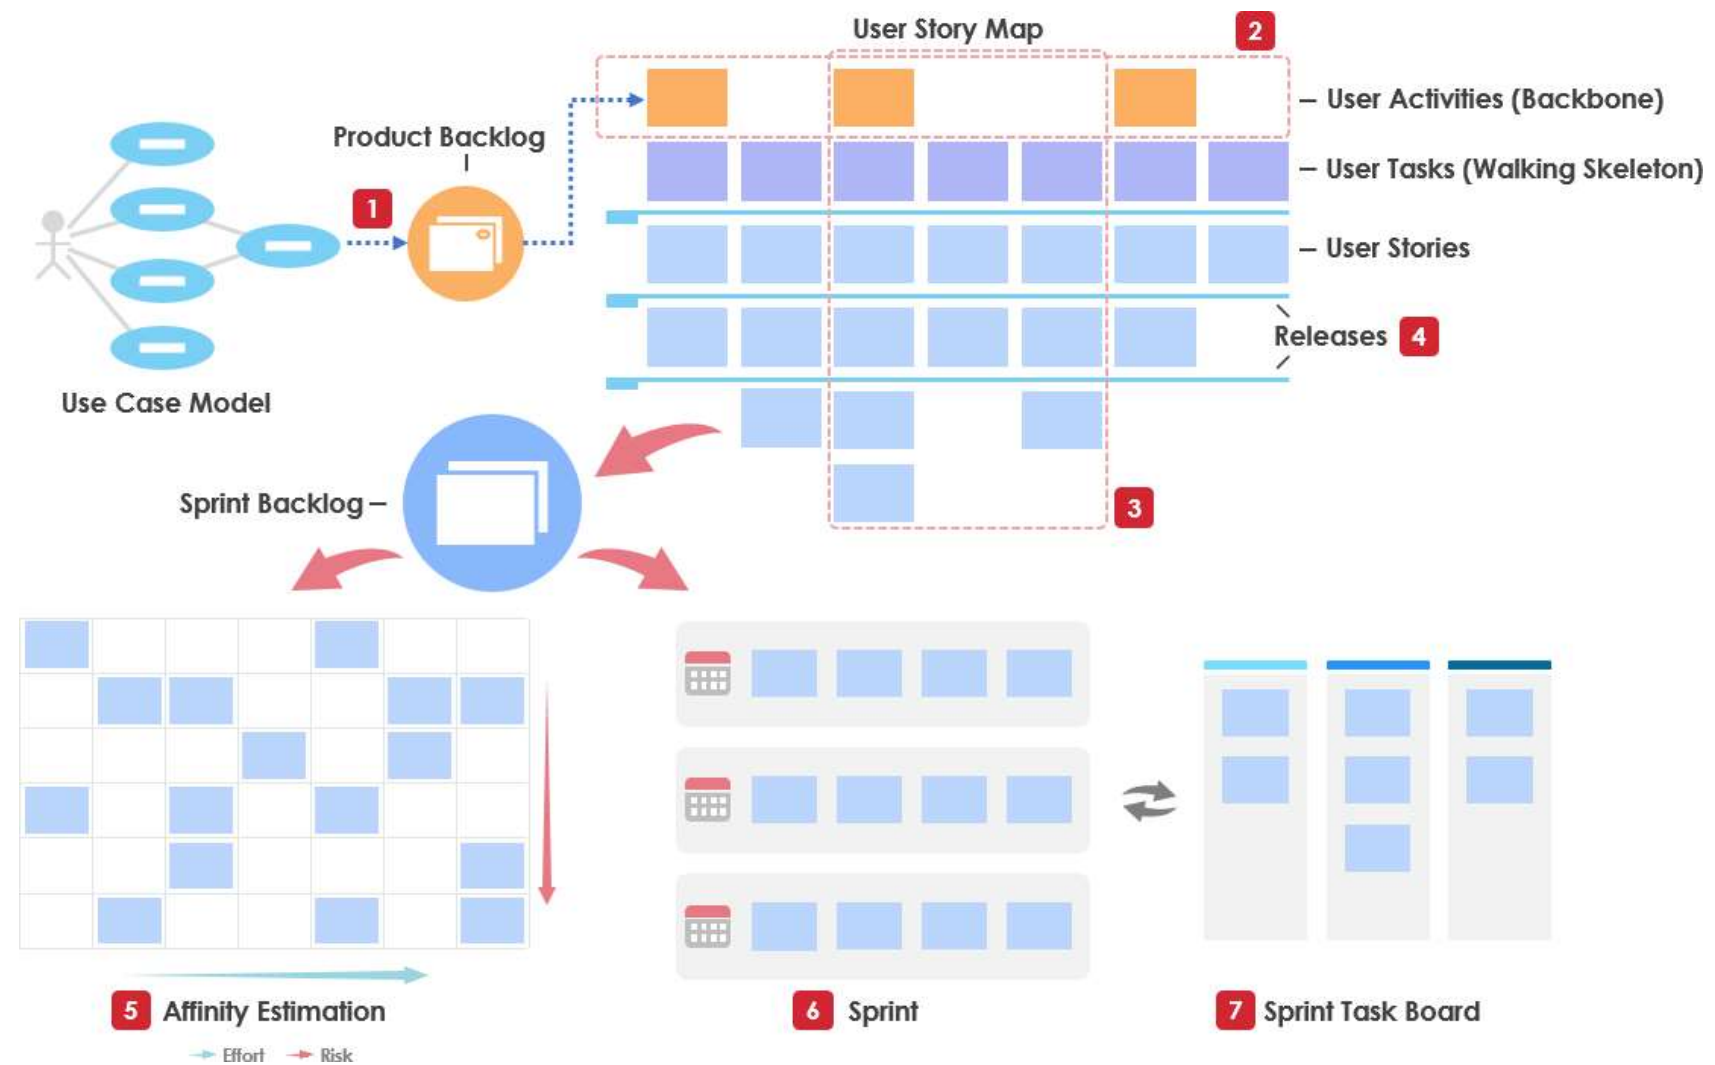 User Story Map
2
User Activities (Backbone)
Product Backlog
User Tasks (Walking Skeleton)
1
User Stories
Releases
4
Use Case Model
Sprint Backlog
3
5
Affinity Estimation
6
Sprint
7
Sprint Task Board
Effort
Risk